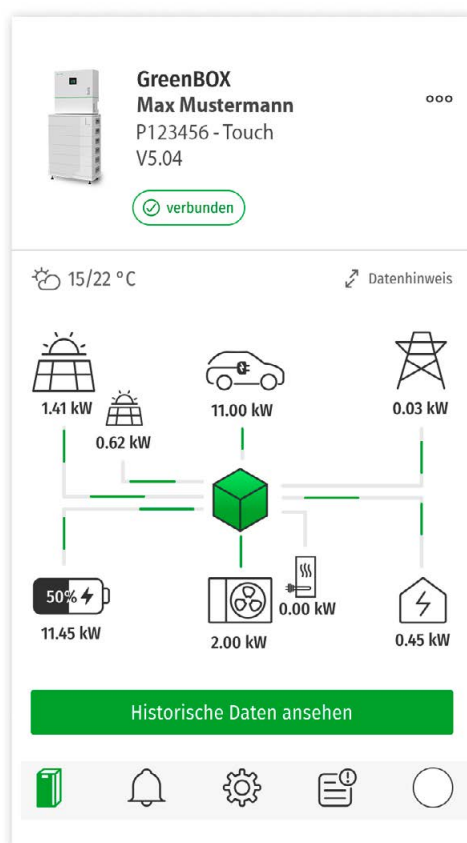 GreenBOX
Max Mustermann
P123456 - Touch
V5.04
verbunden
15/22 °C
Datenhinweis
1.41 kW
0.62 kW
11.00 kW
0.03 kW
50%
11.45 kW
2.00 kW
0.00 kW
0.45 kW
Historische Daten ansehen